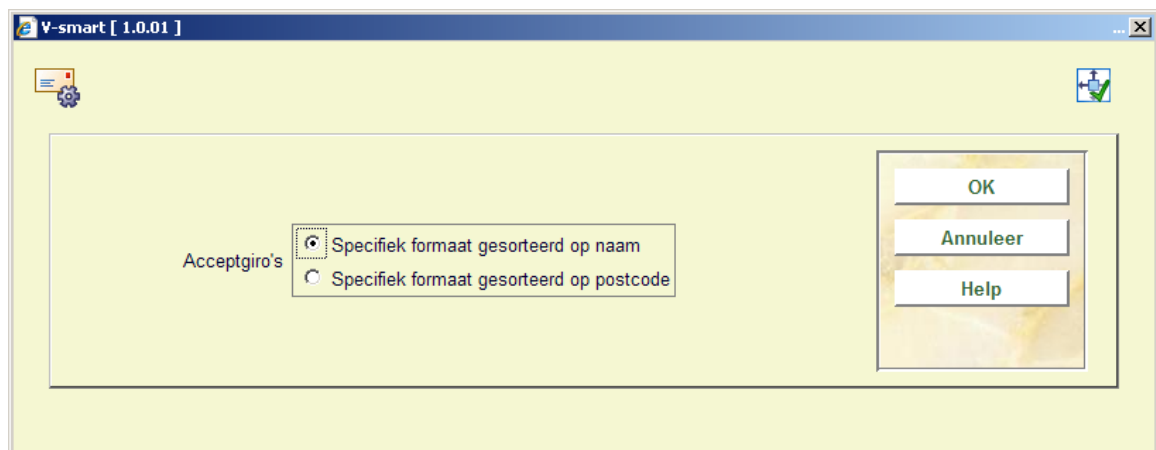 V-smart [ 1.0.01 ]
...
OK
Specifiek formaat gesorteerd op naam
Annuleer
Acceptgiro's
Specifiek formaat gesorteerd op postcode
Help